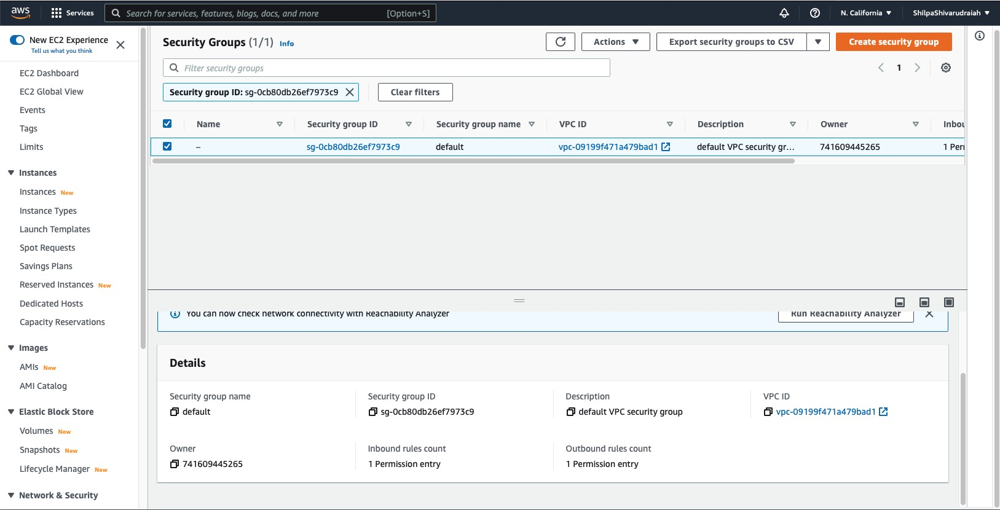 aws
Services
Search for services, features, blogs, docs, and more
[Option+S]
N. California
ShilpaShivarudraiah
New EC2 Experience
Tell us what you think
EC2 Dashboard
EC2 Global View
Events
Tags
Limits
Instances
Instances New
Instance Types
Launch Templates
Spot Requests
Savings Plans
Reserved Instances New
Dedicated Hosts
Capacity Reservations
Images
AMIs New
AMI Catalog
Elastic Block Store
Volumes New
Snapshots New
Lifecycle Manager New
Network & Security
Security Groups (1/1) Info
Actions
Export security groups to CSV
Create security group
Filter security groups
1
Security group ID: sg-0cb80db26ef7973c9
Clear filters
Name
Security group ID
Security group name
VPC ID
Description
Owner
Inbou
–
sg-0cb80db26ef7973c9
default
vpc-09199f471a479bad1
default VPC security gr...
741609445265
1 Peri
You can now check network connectivity with Reachability Analyzer
Run Reachability Analyzer
Details
Security group name
default
Security group ID
sg-0cb80db26ef7973c9
Description
default VPC security group
VPC ID
vpc-09199f471a479bad1
Owner
741609445265
Inbound rules count
1 Permission entry
Outbound rules count
1 Permission entry